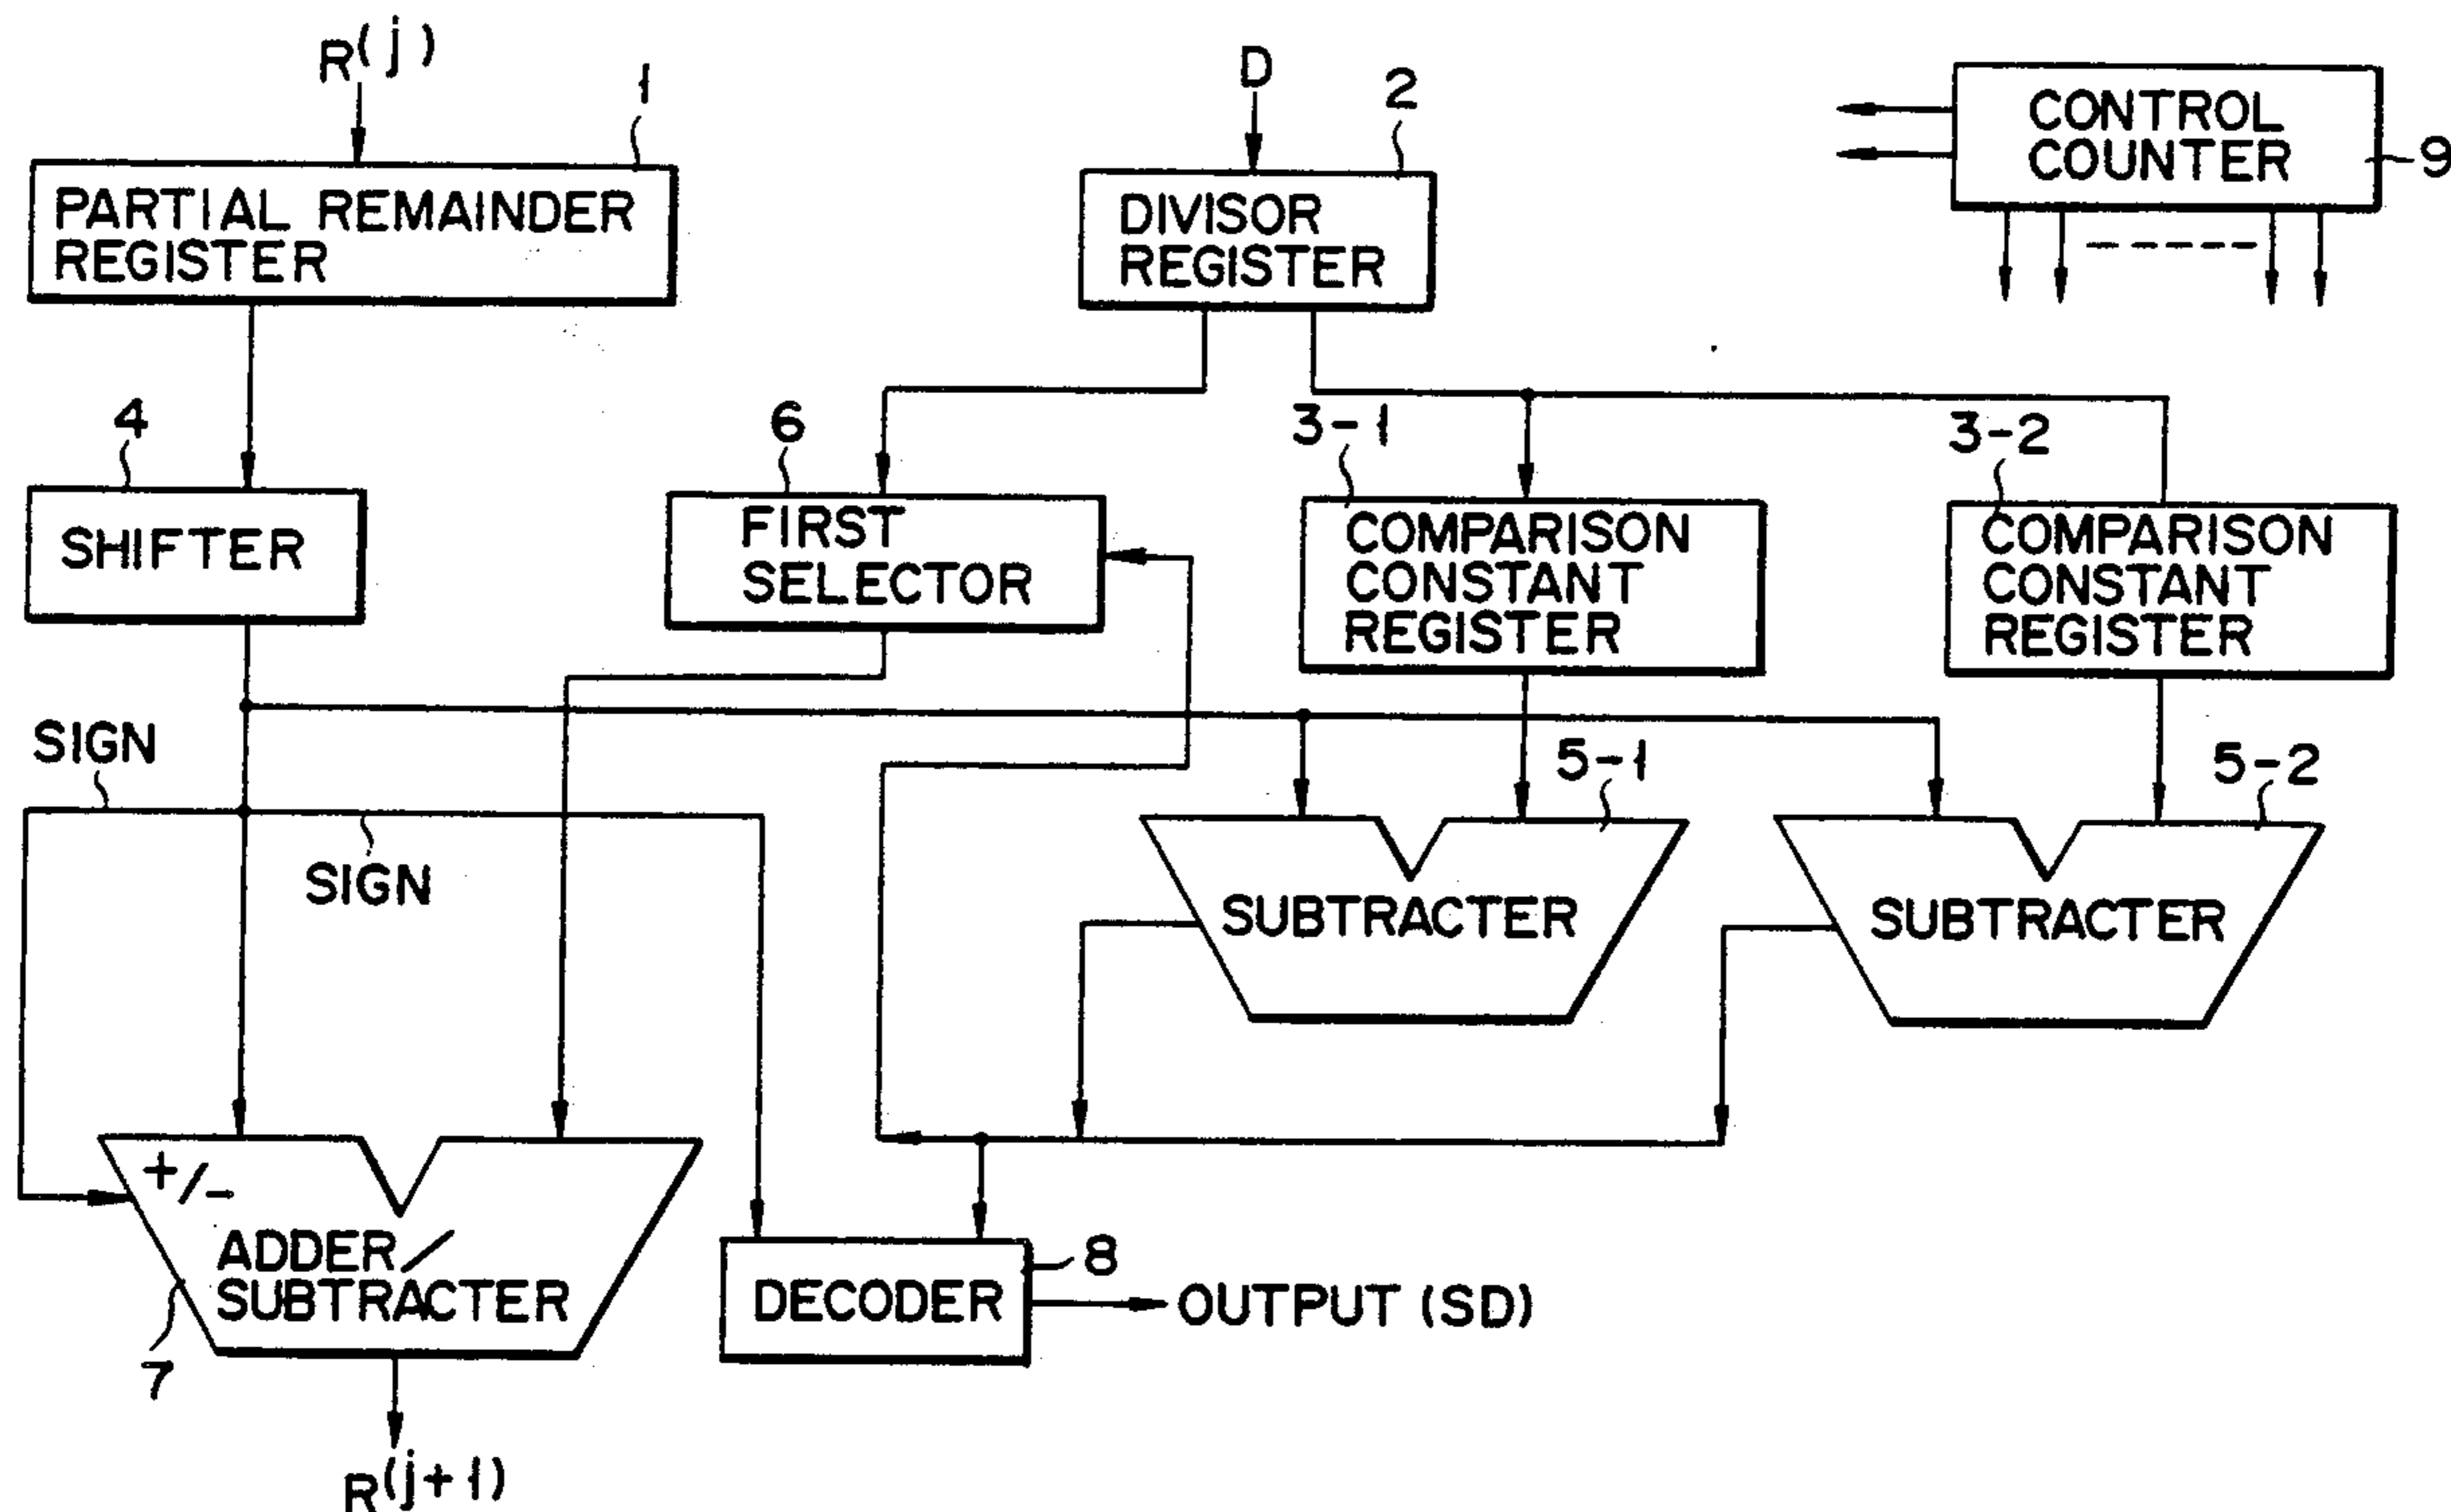 R(j)
1
D
2
CONTROL
COUNTER
9
PARTIAL REMAINDER
REGISTER
DIVISOR
REGISTER
4
6
3-1
3-2
SHIFTER
FIRST
SELECTOR
COMPARISON
CONSTANT
REGISTER
COMPARISON
CONSTANT
REGISTER
SIGN
5-1
5-2
SIGN
SUBTRACTER
SUBTRACTER
+/-
ADDER/
SUBTRACTER
7
DECODER
8
OUTPUT (SD)
R(j+1)